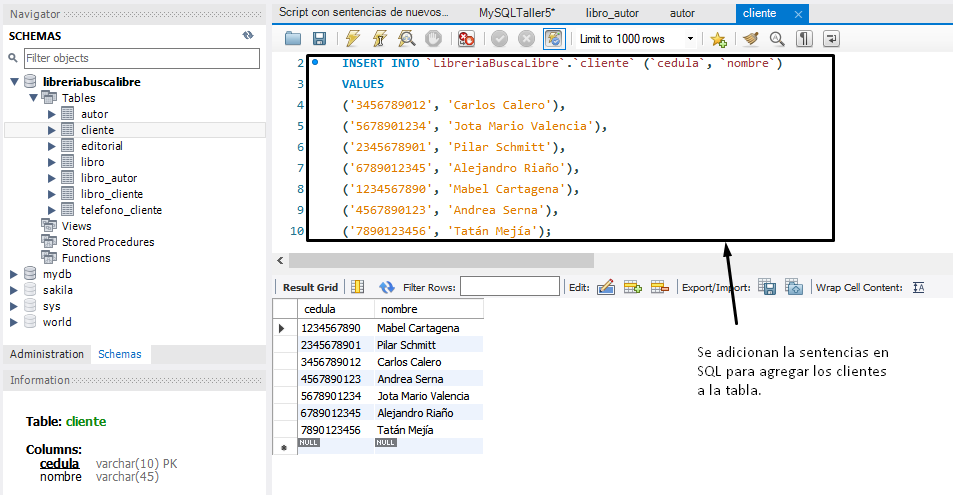 Navigator
SCHEMAS
Filter objects
libreriabuscalibre
Tables
autor
cliente
editorial
libro
libro_autor
libro_cliente
telefono_cliente
Views
Stored Procedures
Functions
mydb
sakila
sys
world
Administration Schemas
Information
Table: cliente
Columns:
cedula varchar(10) PK
nombre varchar(45)
Script con sentencias de nuevos... MySQLTaller5* libro_autor autor cliente
Limit to 1000 rows
2 INSERT INTO `LibreriaBuscaLibre`.`cliente` (`cedula`, `nombre`)
3 VALUES
4 ('3456789012', 'Carlos Calero'),
5 ('5678901234', 'Jota Mario Valencia'),
6 ('2345678901', 'Pilar Schmitt'),
7 ('6789012345', 'Alejandro Riaño'),
8 ('1234567890', 'Mabel Cartagena'),
9 ('4567890123', 'Andrea Serna'),
10 ('7890123456', 'Tatán Mejía');
Result Grid Filter Rows: Edit: Export/Import: Wrap Cell Content:
cedula nombre
1234567890 Mabel Cartagena
2345678901 Pilar Schmitt
3456789012 Carlos Calero
4567890123 Andrea Serna
5678901234 Jota Mario Valencia
6789012345 Alejandro Riaño
7890123456 Tatán Mejía
NULL NULL
Se adicionan la sentencias en
SQL para agregar los clientes
a la tabla.